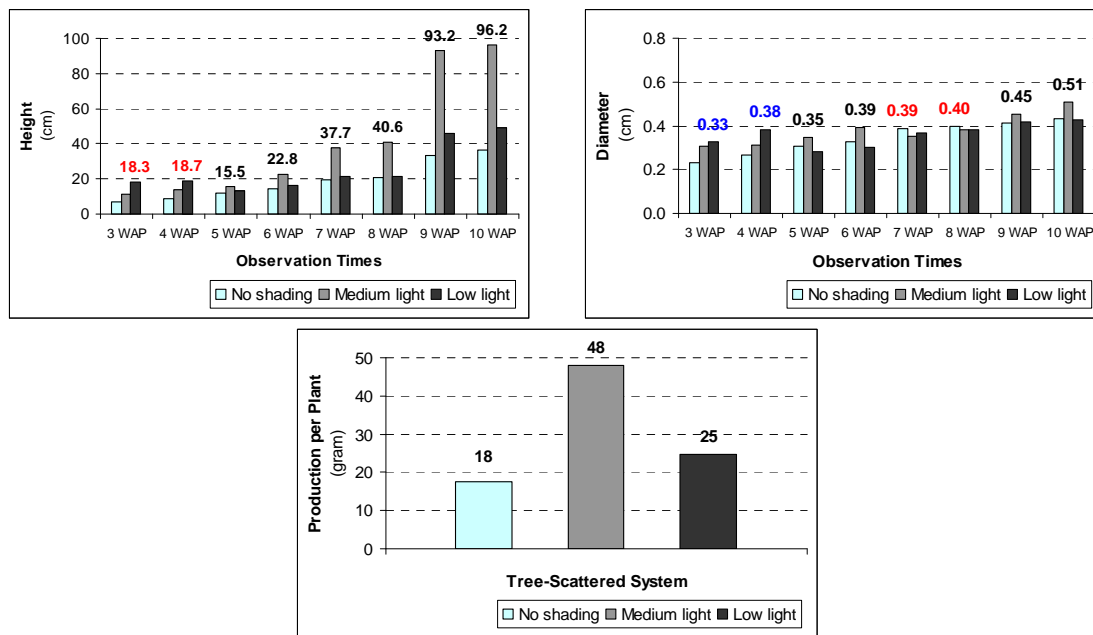 Height
(cm)
100
80
60
40
20
0
18.3
18.7
15.5
22.8
37.7
40.6
93.2
96.2
3 WAP 4 WAP 5 WAP 6 WAP 7 WAP 8 WAP 9 WAP 10 WAP
Observation Times
No shading Medium light Low light
Diameter
(cm)
0.8
0.6
0.4
0.2
0.0
0.33
0.38
0.35
0.39
0.39
0.40
0.45
0.51
3 WAP 4 WAP 5 WAP 6 WAP 7 WAP 8 WAP 9 WAP 10 WAP
Observation Times
No shading Medium light Low light
Production per Plant
(gram)
50
40
30
20
10
0
18
48
25
Tree-Scattered System
No shading Medium light Low light